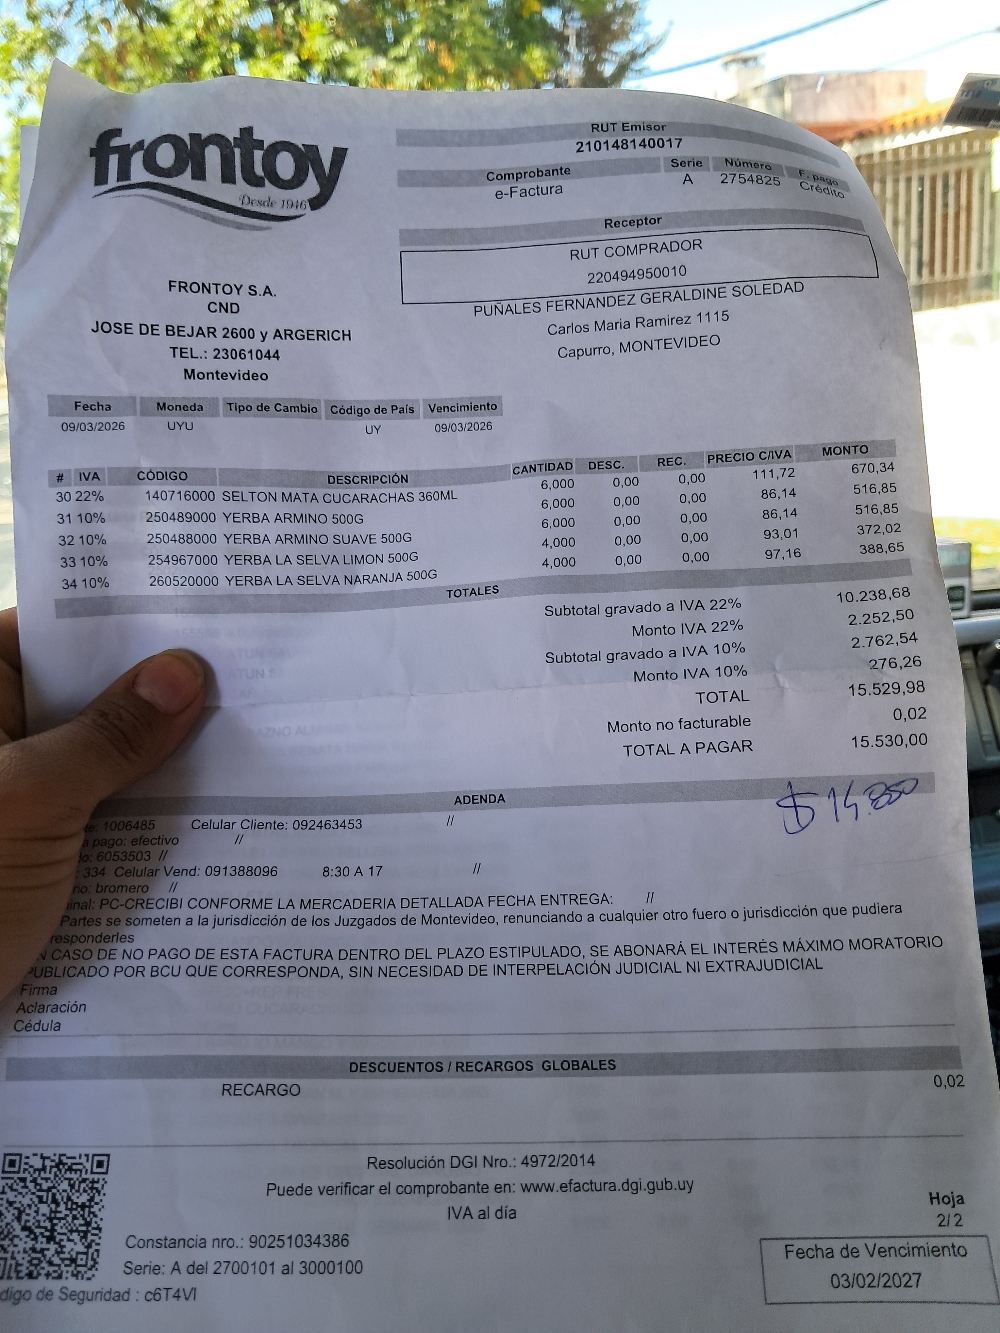 frontoy
Desde 1946
RUT Emisor
210148140017
Comprobante Serie Número F. pago
e-Factura A 2754825 Crédito
Receptor
RUT COMPRADOR
220494950010
PUÑALES FERNANDEZ GERALDINE SOLEDAD
Carlos Maria Ramirez 1115
Capurro, MONTEVIDEO
FRONTOY S.A.
CND
JOSE DE BEJAR 2600 y ARGERICH
TEL.: 23061044
Montevideo
Fecha Moneda Tipo de Cambio Código de País Vencimiento
09/03/2026 UYU UY 09/03/2026
# IVA CÓDIGO DESCRIPCIÓN CANTIDAD DESC. REC. PRECIO C/IVA MONTO
30 22% 140716000 SELTON MATA CUCARACHAS 360ML 6,000 0,00 0,00 111,72 670,34
31 10% 250489000 YERBA ARMINO 500G 6,000 0,00 0,00 86,14 516,85
32 10% 250488000 YERBA ARMINO SUAVE 500G 6,000 0,00 0,00 86,14 516,85
33 10% 254967000 YERBA LA SELVA LIMON 500G 4,000 0,00 0,00 93,01 372,02
34 10% 260520000 YERBA LA SELVA NARANJA 500G 4,000 0,00 0,00 97,16 388,65
TOTALES
Subtotal gravado a IVA 22% 10.238,68
Monto IVA 22% 2.252,50
Subtotal gravado a IVA 10% 2.762,54
Monto IVA 10% 276,26
TOTAL 15.529,98
Monto no facturable 0,02
TOTAL A PAGAR 15.530,00
ADENDA
$ 14.850
te: 1006485 Celular Cliente: 092463453 //
a pago: efectivo //
lo: 6053503 //
: 334 Celular Vend: 091388096 8:30 A 17 //
no: bromero //
inal: PC-CRECIBI CONFORME LA MERCADERIA DETALLADA FECHA ENTREGA: //
Partes se someten a la jurisdicción de los Juzgados de Montevideo, renunciando a cualquier otro fuero o jurisdicción que pudiera
responderles
N CASO DE NO PAGO DE ESTA FACTURA DENTRO DEL PLAZO ESTIPULADO, SE ABONARÁ EL INTERÉS MÁXIMO MORATORIO
PUBLICADO POR BCU QUE CORRESPONDA, SIN NECESIDAD DE INTERPELACIÓN JUDICIAL NI EXTRAJUDICIAL
Firma
Aclaración
Cédula
DESCUENTOS / RECARGOS GLOBALES
RECARGO 0,02
Resolución DGI Nro.: 4972/2014
Puede verificar el comprobante en: www.efactura.dgi.gub.uy
IVA al día
Constancia nro.: 90251034386
Serie: A del 2700101 al 3000100
digo de Seguridad : c6T4VI
Hoja
2/ 2
Fecha de Vencimiento
03/02/2027